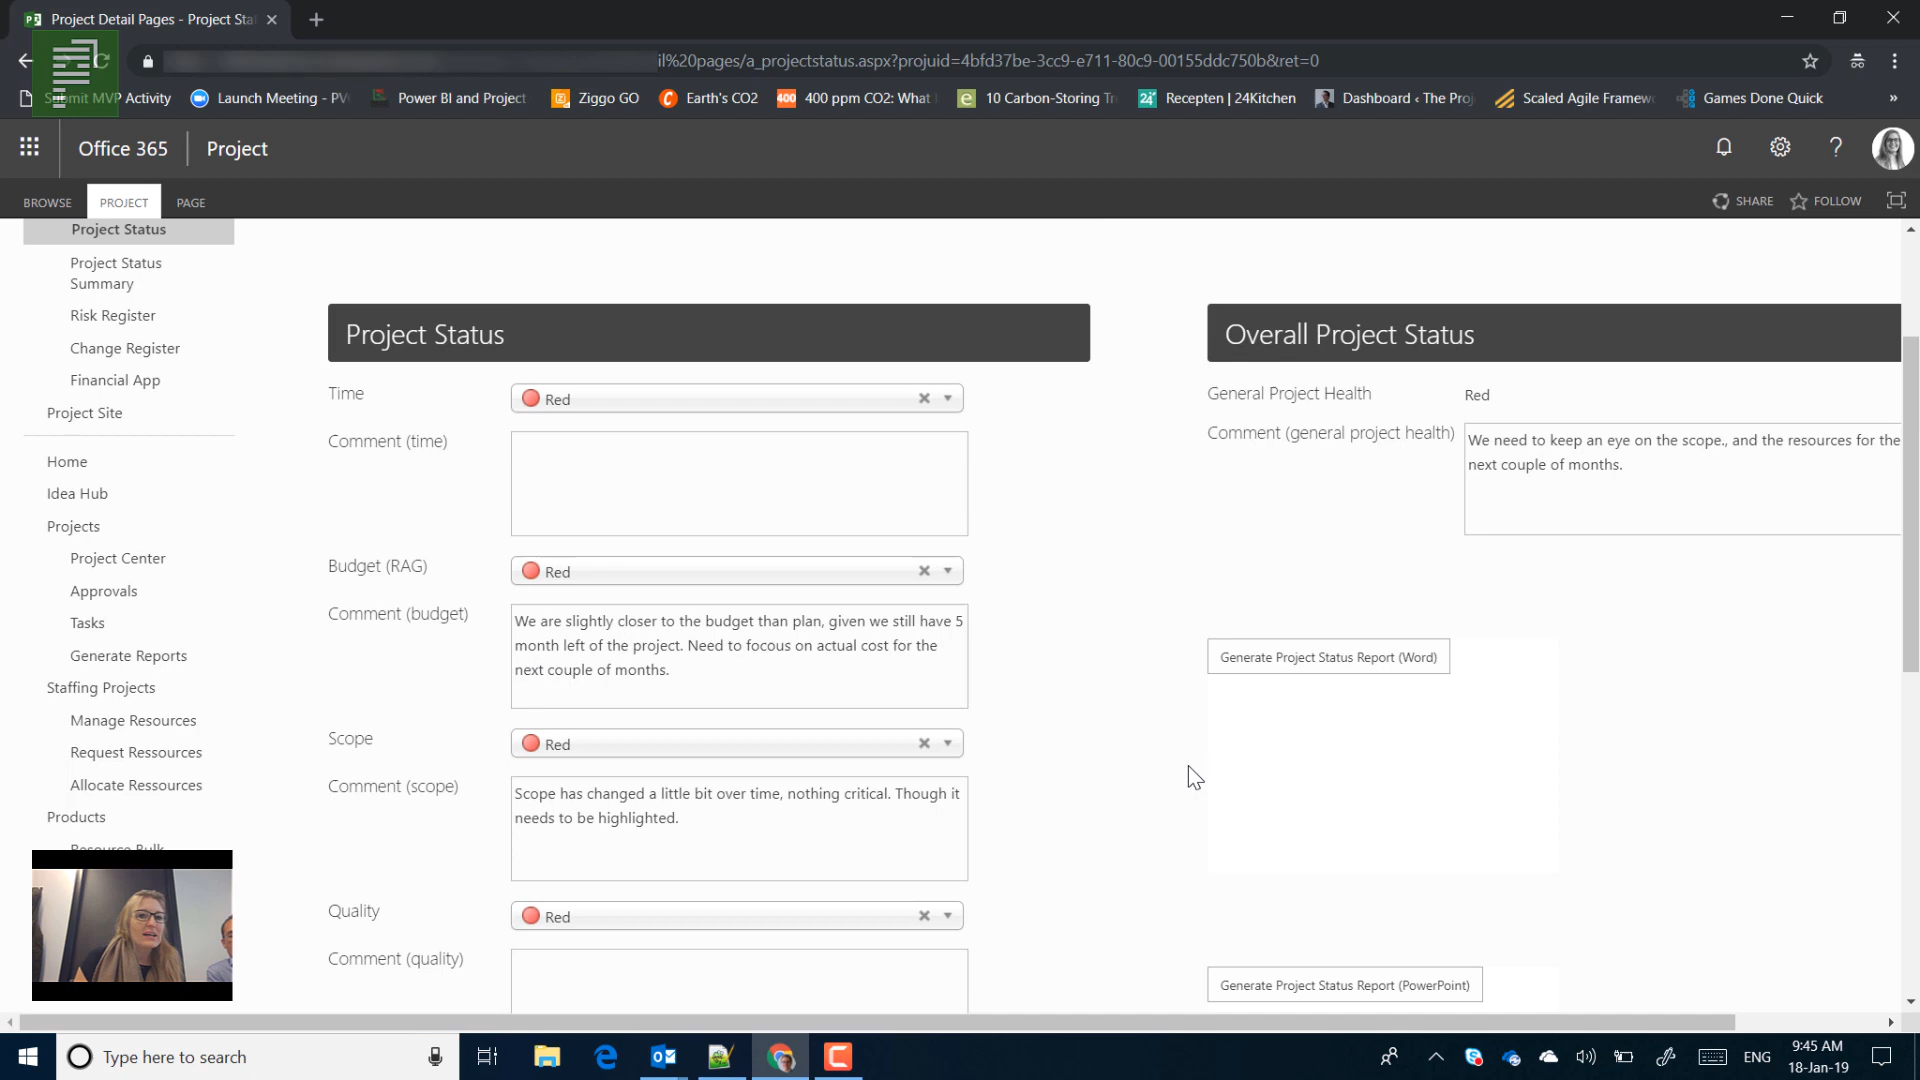 Project Detail Pages - Project Sta
il%20pages/a_projectstatus.aspx?projuid=4bfd37be-3cc9-e711-80c9-00155ddc750b&ret=0
Submit MVP Activity
Launch Meeting - PV
Power BI and Project
Ziggo GO
Earth's CO2
400 ppm CO2: What
10 Carbon-Storing Tr
Recepten | 24Kitchen
Dashboard ‹ The Proj
Scaled Agile Framew
Games Done Quick
»
Office 365
Project
BROWSE
PROJECT
PAGE
SHARE
FOLLOW
Project Status
Project Status
Summary
Risk Register
Change Register
Financial App
Project Site
Home
Idea Hub
Projects
Project Center
Approvals
Tasks
Generate Reports
Staffing Projects
Manage Resources
Request Ressources
Allocate Resources
Products
Resource Bulk
Project Status
Time
Red
Comment (time)
Budget (RAG)
Red
Comment (budget)
We are slightly closer to the budget than plan, given we still have 5
month left of the project. Need to focus on actual cost for the
next couple of months.
Scope
Red
Comment (scope)
Scope has changed a little bit over time, nothing critical. Though it
needs to be highlighted.
Quality
Red
Comment (quality)
Overall Project Status
General Project Health
Red
Comment (general project health)
We need to keep an eye on the scope., and the resources for the
next couple of months.
Generate Project Status Report (Word)
Generate Project Status Report (PowerPoint)
Type here to search
ENG
9:45 AM
18-Jan-19